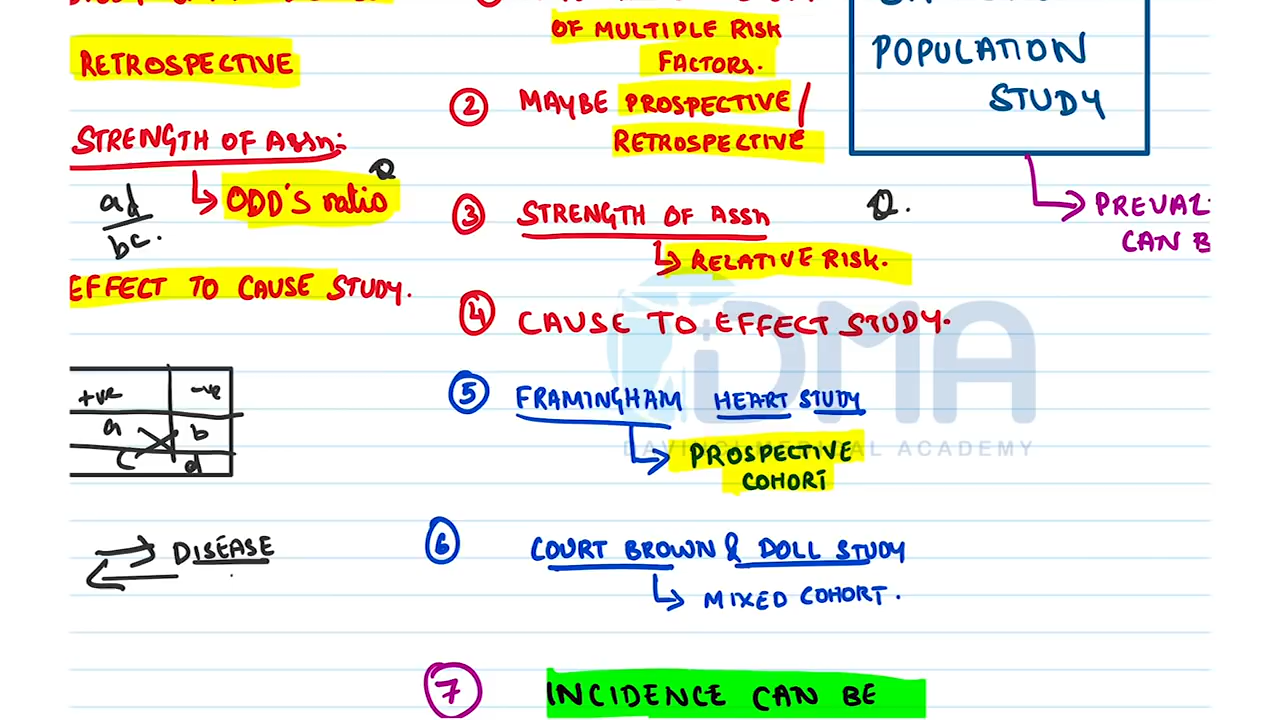 RETROSPECTIVE
STRENGTH OF ASSN:
Q
ODD'S ratio
ad
bc.
EFFECT TO CAUSE STUDY.
+ve -ve
a b
c d
DISEASE
OF MULTIPLE RISK
FACTORS.
② MAYBE PROSPECTIVE /
RETROSPECTIVE
③ STRENGTH OF ASSN
Q.
RELATIVE RISK.
④ CAUSE TO EFFECT STUDY.
⑤ FRAMINGHAM HEART STUDY
PROSPECTIVE
COHORT
⑥ COURT BROWN & DOLL STUDY
MIXED COHORT.
⑦ INCIDENCE CAN BE
POPULATION
STUDY
PREVAL
CAN B
iDMA
DAVINCI MEDICAL ACADEMY